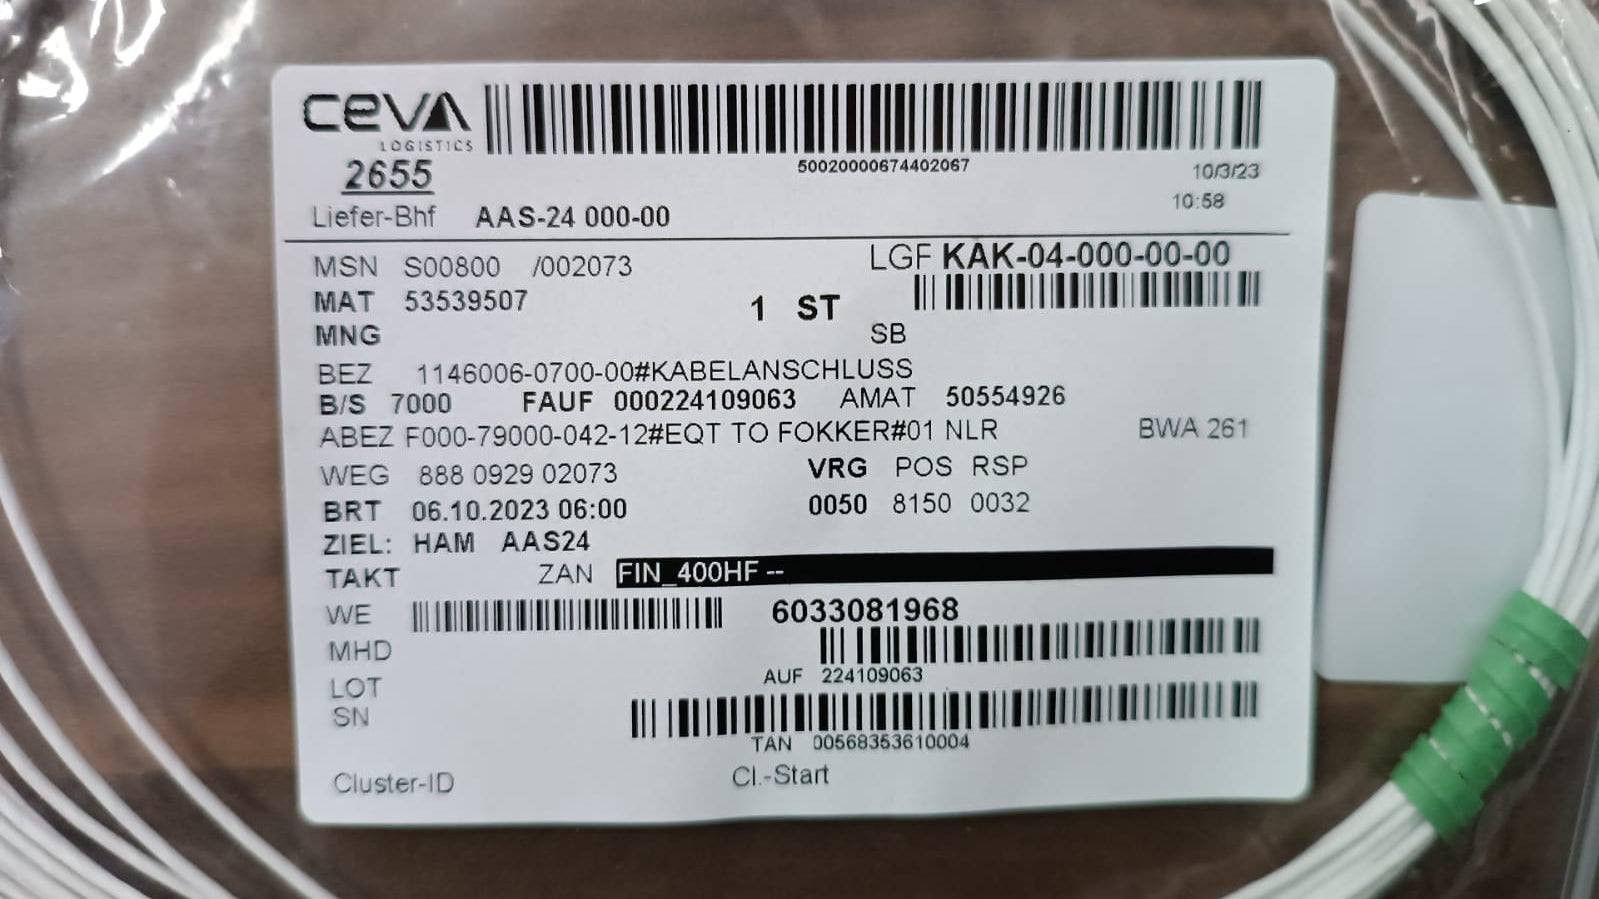 CEVA
LOGISTICS
50020000674402067
10/3/23
2655
10:58
Liefer-Bhf AAS-24 000-00
MSN S00800 /002073 LGF KAK-04-000-00-00
MAT 53539507 1 ST
MNG SB
BEZ 1146006-0700-00#KABELANSCHLUSS
B/S 7000 FAUF 000224109063 AMAT 50554926
ABEZ F000-79000-042-12#EQT TO FOKKER#01 NLR BWA 261
WEG 888 0929 02073 VRG POS RSP
BRT 06.10.2023 06:00 0050 8150 0032
ZIEL: HAM AAS24
TAKT ZAN FIN_400HF --
WE 6033081968
MHD
AUF 224109063
LOT
SN
TAN 00568353610004
Cluster-ID Cl.-Start